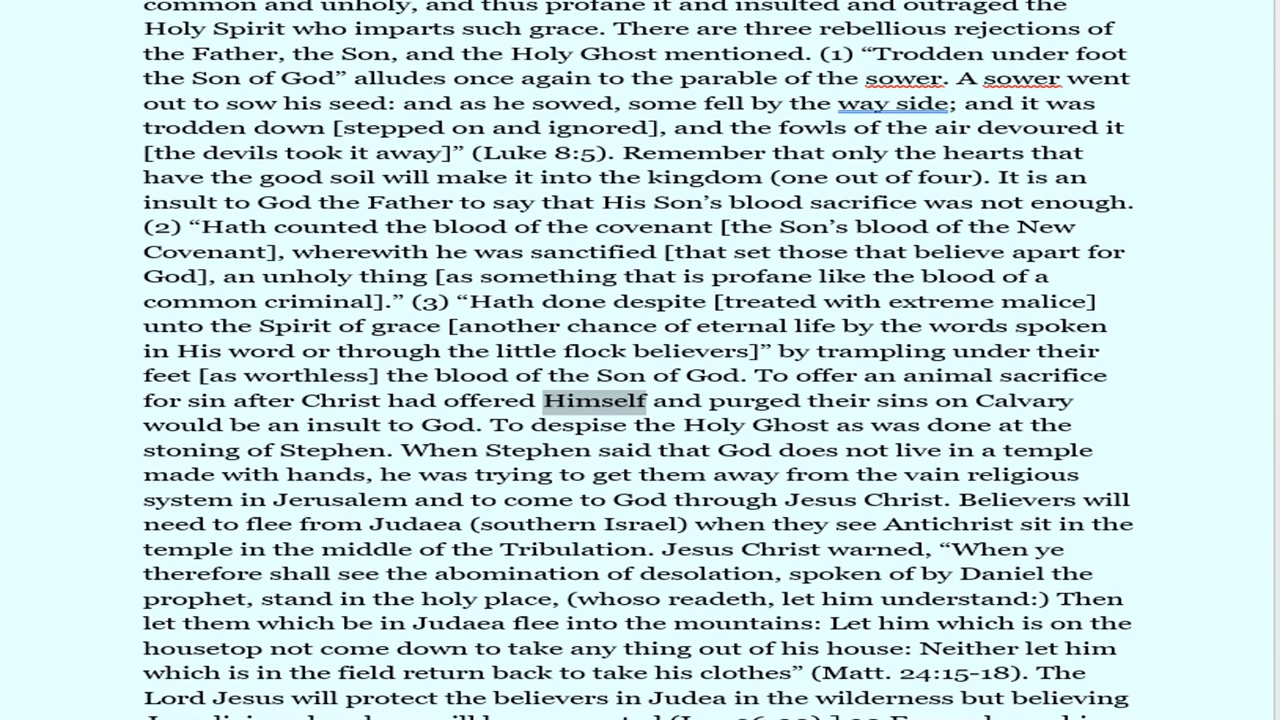 common and unholy, and thus profane it and insulted and outraged the
Holy Spirit who imparts such grace. There are three rebellious rejections of
the Father, the Son, and the Holy Ghost mentioned. (1) “Trodden under foot
the Son of God” alludes once again to the parable of the sower. A sower went
out to sow his seed: and as he sowed, some fell by the way side; and it was
trodden down [stepped on and ignored], and the fowls of the air devoured it
[the devils took it away]” (Luke 8:5). Remember that only the hearts that
have the good soil will make it into the kingdom (one out of four). It is an
insult to God the Father to say that His Son’s blood sacrifice was not enough.
(2) “Hath counted the blood of the covenant [the Son’s blood of the New
Covenant], wherewith he was sanctified [that set those that believe apart for
God], an unholy thing [as something that is profane like the blood of a
common criminal].” (3) “Hath done despite [treated with extreme malice]
unto the Spirit of grace [another chance of eternal life by the words spoken
in His word or through the little flock believers]” by trampling under their
feet [as worthless] the blood of the Son of God. To offer an animal sacrifice
for sin after Christ had offered Himself and purged their sins on Calvary
would be an insult to God. To despise the Holy Ghost as was done at the
stoning of Stephen. When Stephen said that God does not live in a temple
made with hands, he was trying to get them away from the vain religious
system in Jerusalem and to come to God through Jesus Christ. Believers will
need to flee from Judaea (southern Israel) when they see Antichrist sit in the
temple in the middle of the Tribulation. Jesus Christ warned, “When ye
therefore shall see the abomination of desolation, spoken of by Daniel the
prophet, stand in the holy place, (whoso readeth, let him understand:) Then
let them which be in Judaea flee into the mountains: Let him which is on the
housetop not come down to take any thing out of his house: Neither let him
which is in the field return back to take his clothes” (Matt. 24:15-18). The
Lord Jesus will protect the believers in Judea in the wilderness but believing